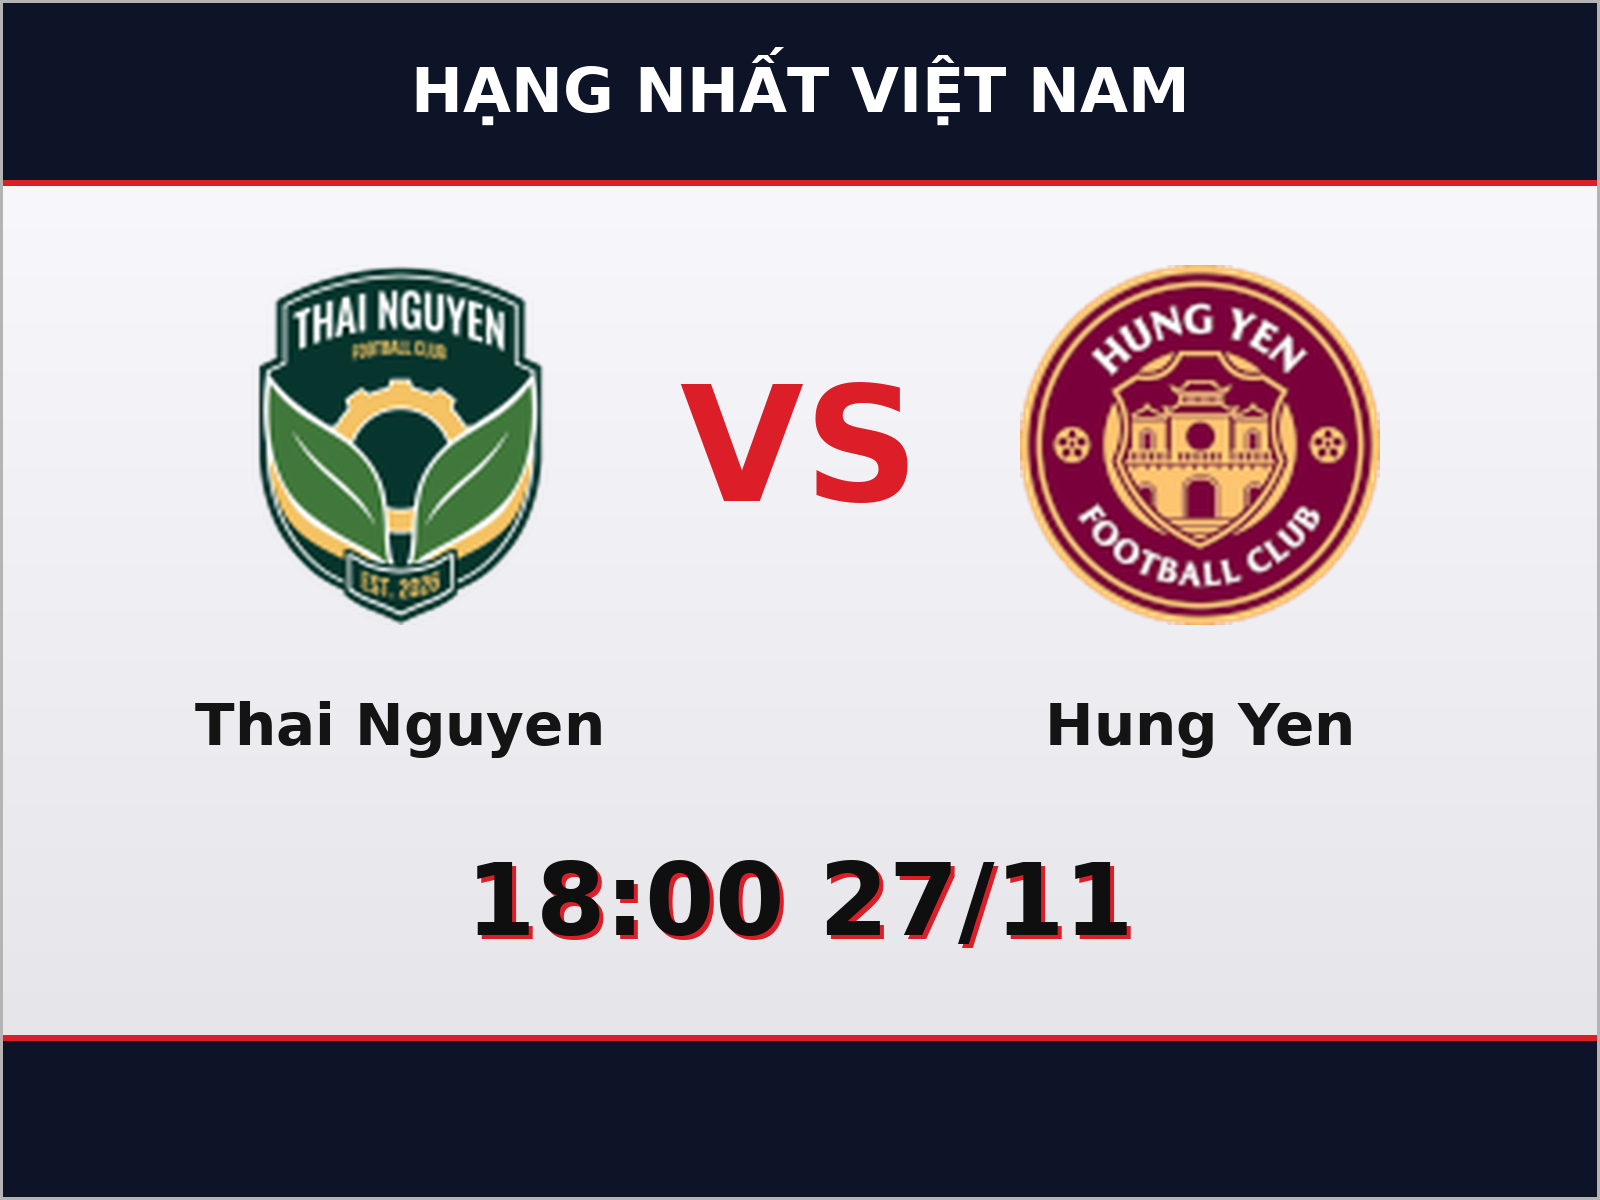 HẠNG NHẤT VIỆT NAM
THAI NGUYEN
FOOTBALL CLUB
EST. 2026
VS
HUNG YEN
FOOTBALL CLUB
Thai Nguyen
Hung Yen
18:00 27/11